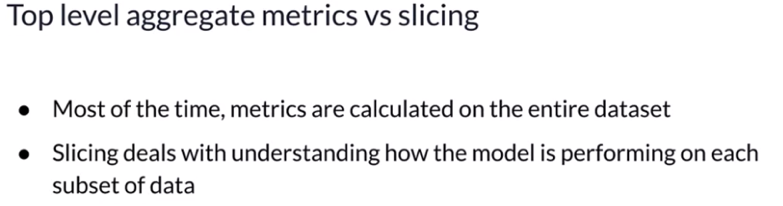 Top level aggregate metrics vs slicing
● Most of the time, metrics are calculated on the entire dataset
● Slicing deals with understanding how the model is performing on each
subset of data